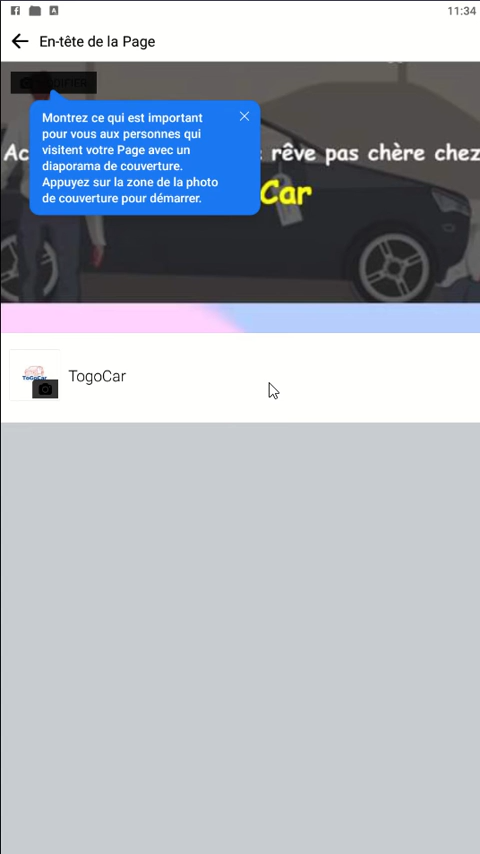 11:34
En-tête de la Page
Montrez ce qui est important
pour vous aux personnes qui
visitent votre Page avec un
diaporama de couverture.
Appuyez sur la zone de la photo
de couverture pour démarrer.
Ac
rêve pas chère chez
Car
TogoCar
TogoCar